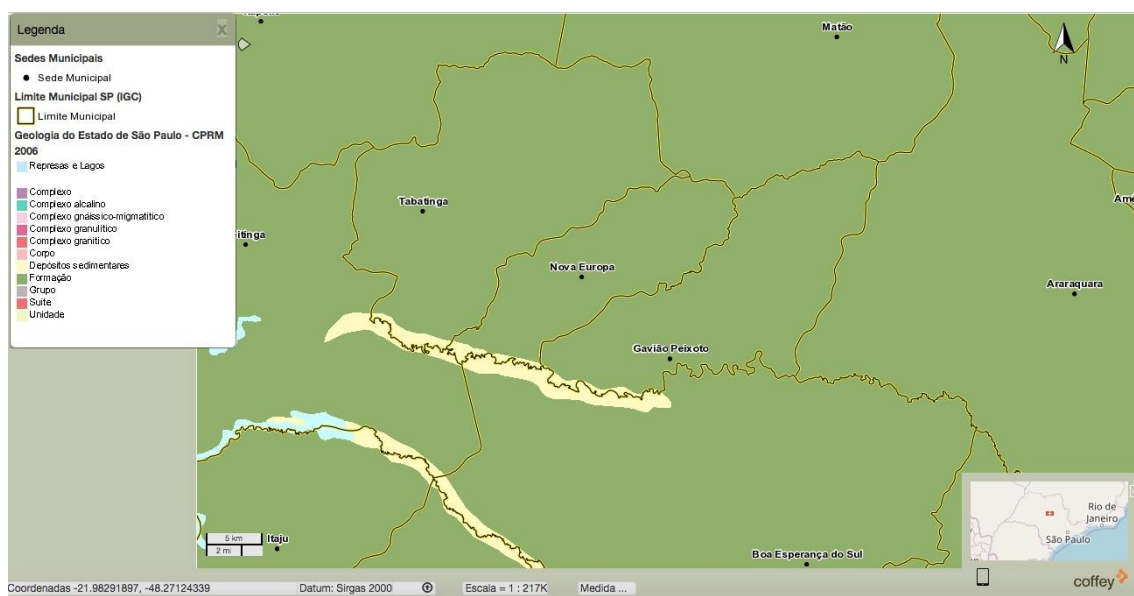 Legenda
X
Sedes Municipais
Sede Municipal
Limite Municipal SP (IGC)
Limite Municipal
Geologia do Estado de São Paulo - CPRM
2006
Represas e Lagos
Complexo
Complexo alcalino
Complexo gnáissico-migmatítico
Complexo granulítico
Complexo granítico
Corpo
Depósitos sedimentares
Formação
Grupo
Suíte
Unidade
Matão
N
Tabatinga
itinga
Amé
Nova Europa
Araraquara
Gavião Peixoto
5 km
2 mi
Itaju
Boa Esperança do Sul
Rio de
Janeiro
São Paulo
Coordenadas -21.98291897, -48.27124339
Datum: Sirgas 2000
Escala = 1 : 217K
Medida ...
coffey